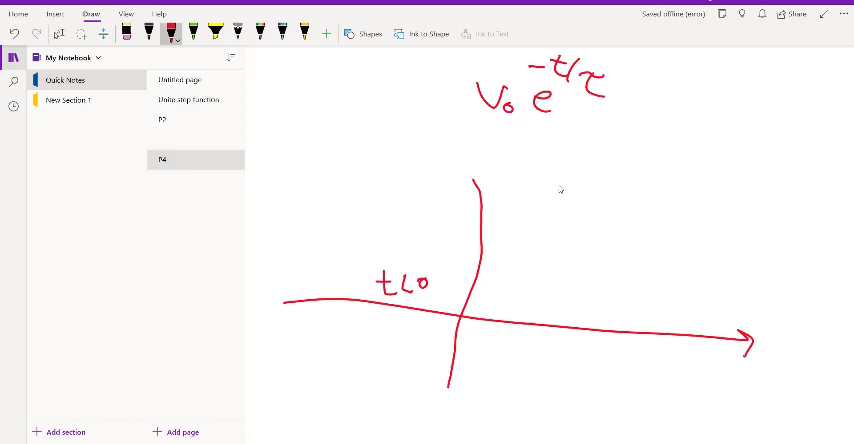 Home Insert Draw View Help Saved offline (error) Share
Shapes Ink to Shape Ink to Text
My Notebook
Quick Notes
New Section 1
Untitled page
Unite step function
P2
P4
V₀ e^(-t/τ)
t<0
Add section Add page